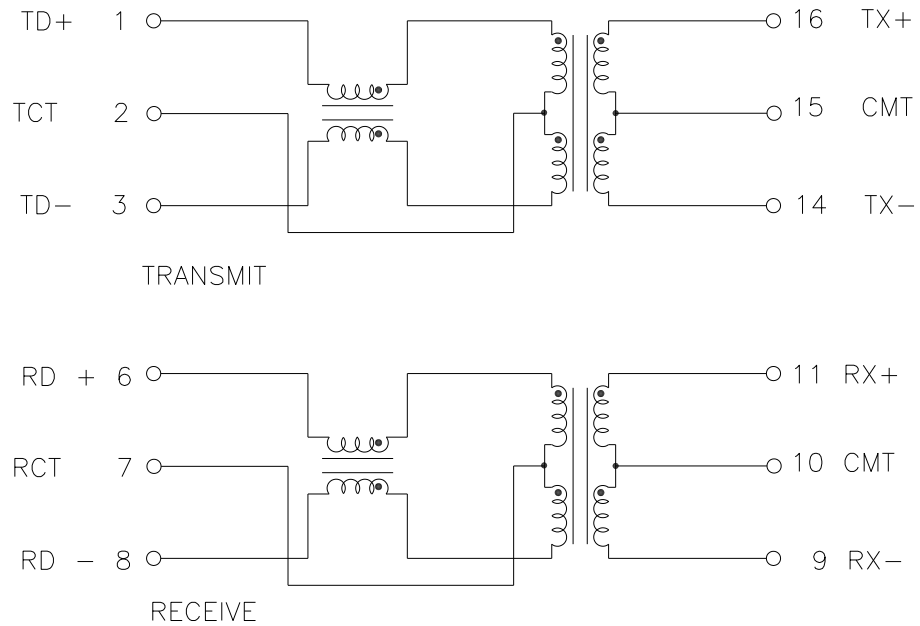 TD+ 1 16 TX+
TCT 2 15 CMT
TD- 3 14 TX-
TRANSMIT
RD + 6 11 RX+
RCT 7 10 CMT
RD - 8 9 RX-
RECEIVE